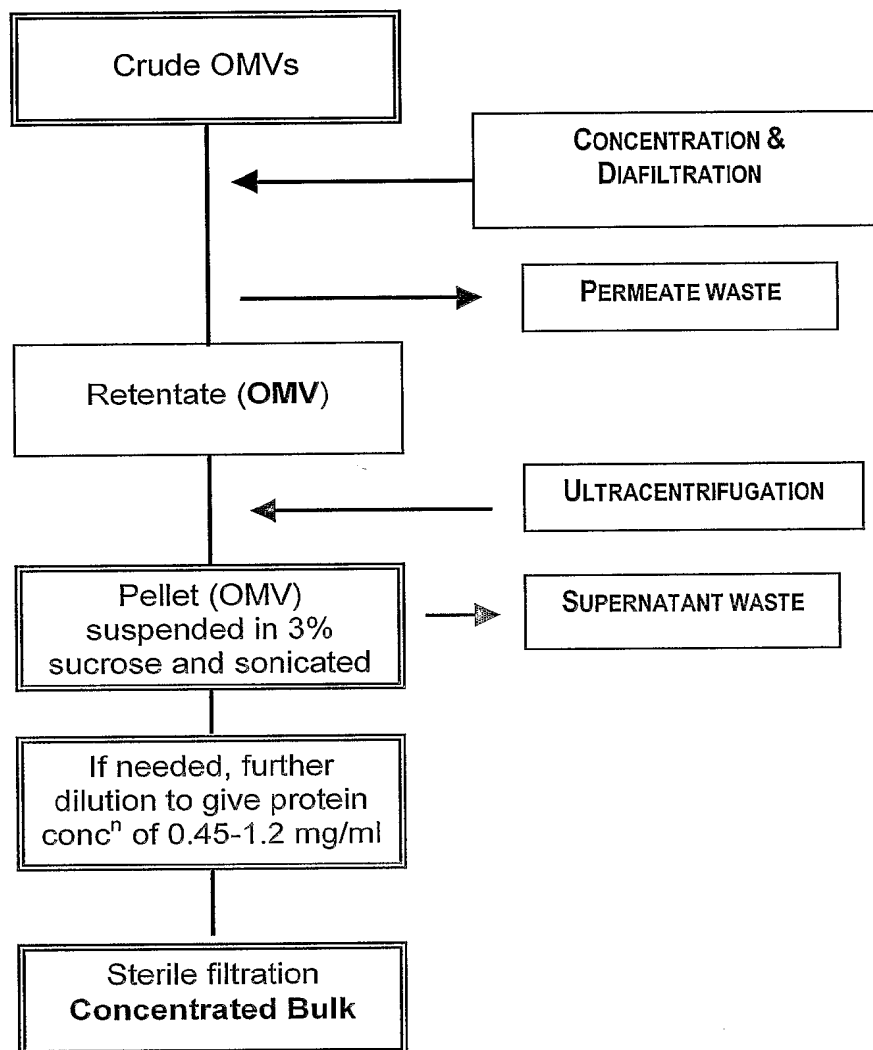 Crude OMVs
CONCENTRATION &
DIAFILTRATION
PERMEATE WASTE
Retentate (OMV)
ULTRACENTRIFUGATION
Pellet (OMV)
suspended in 3%
sucrose and sonicated
SUPERNATANT WASTE
If needed, further
dilution to give protein
concⁿ of 0.45-1.2 mg/ml
Sterile filtration
Concentrated Bulk